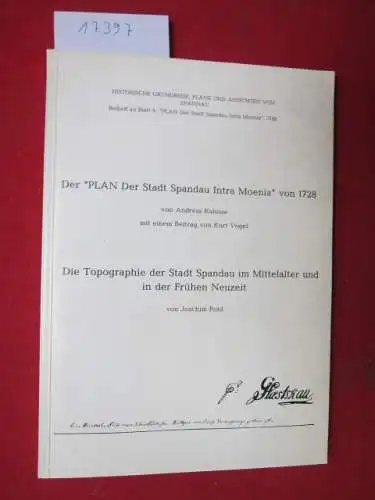 17397
HISTORISCHE GRUNDRISSE, PLÄNE UND ANSICHTEN VON
SPANDAU
Beiheft zu Blatt "PLAN Der Stadt Spandau Intra Moenia", 1728
Der "PLAN Der Stadt Spandau Intra Moenia" von 1728
von Andreas Kalesse
mit einem Beitrag von Kurt Vogel
Die Topographie der Stadt Spandau im Mittelalter und
in der Frühen Neuzeit
von Joachim Pohl